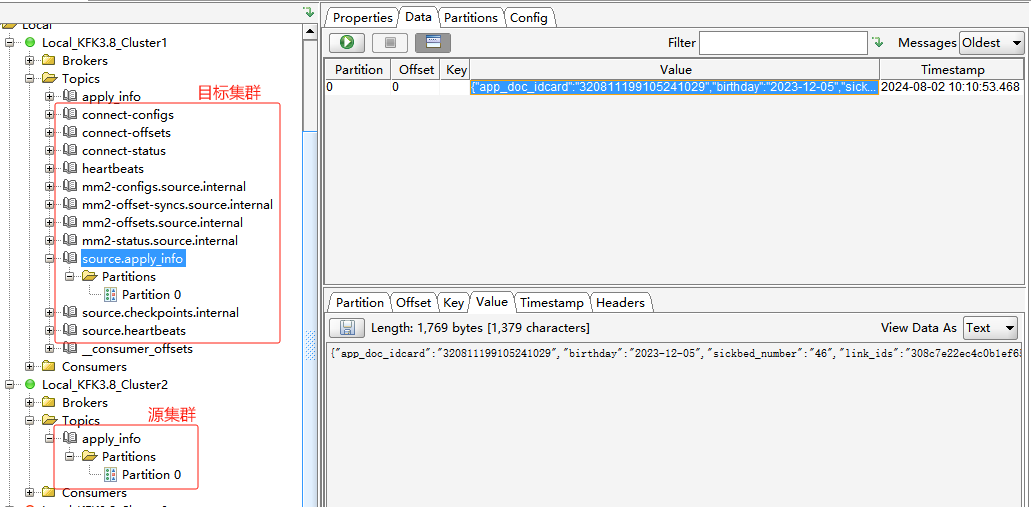 Local
Local_KFK3.8_Cluster1
Brokers
Topics
apply_info
目标集群
connect-configs
connect-offsets
connect-status
heartbeats
mm2-configs.source.internal
mm2-offset-syncs.source.internal
mm2-offsets.source.internal
mm2-status.source.internal
source.apply_info
Partitions
Partition 0
source.checkpoints.internal
source.heartbeats
__consumer_offsets
Consumers
Local_KFK3.8_Cluster2
Brokers
Topics
源集群
apply_info
Partitions
Partition 0
Consumers
Properties Data Partitions Config
Filter Messages Oldest
Partition Offset Key Value Timestamp
0 0 {"app_doc_idcard":"320811199105241029","birthday":"2023-12-05","sick... 2024-08-02 10:10:53.468
Partition Offset Key Value Timestamp Headers
Length: 1,769 bytes [1,379 characters] View Data As Text
{"app_doc_idcard":"320811199105241029","birthday":"2023-12-05","sickbed_number":"46","link_ids":"308c7e22ec4c0b1ef65